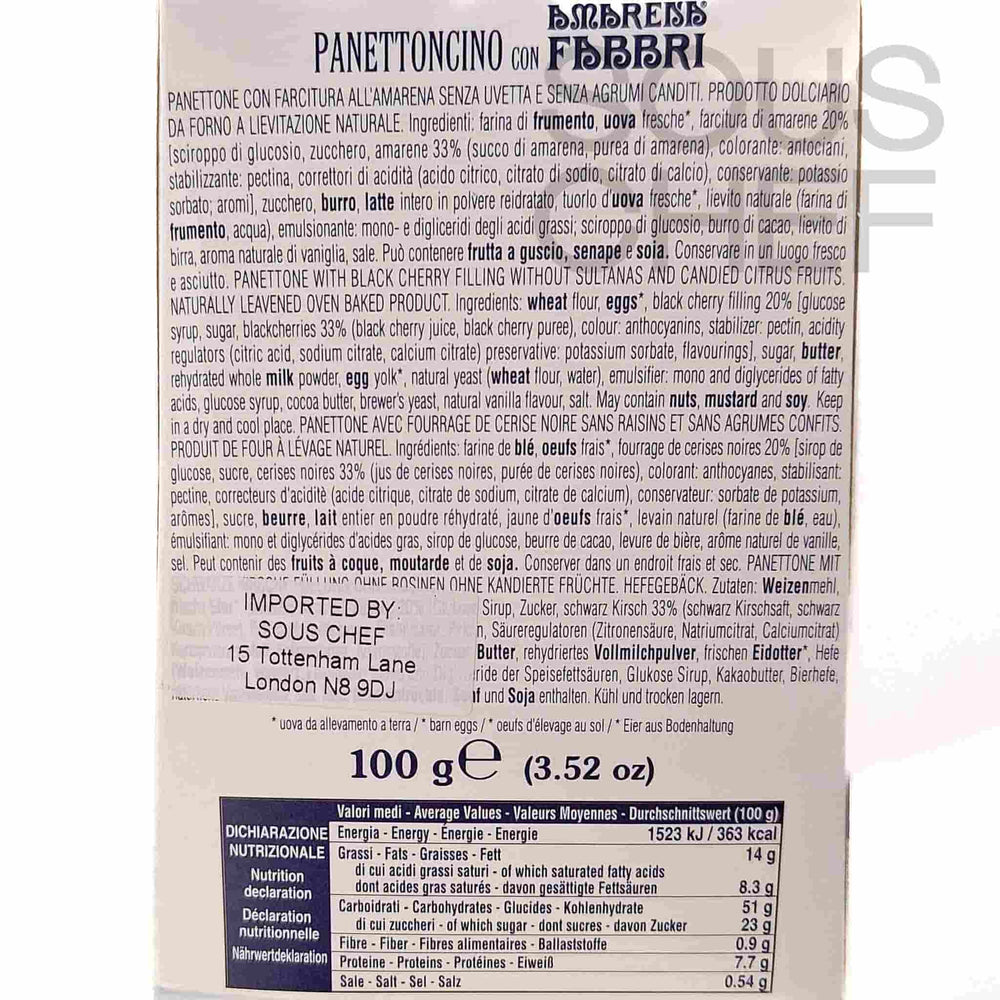 AMARENA
PANETTONCINO CON FABBRI
SOUS
CHEF
PANETTONE CON FARCITURA ALL'AMARENA SENZA UVETTA E SENZA AGRUMI CANDITI. PRODOTTO DOLCIARIO
DA FORNO A LIEVITAZIONE NATURALE. Ingredienti: farina di frumento, uova fresche*, farcitura di amarene 20%
[sciroppo di glucosio, zucchero, amarene 33% (succo di amarena, purea di amarena), colorante: antociani,
stabilizzante: pectina, correttori di acidità (acido citrico, citrato di sodio, citrato di calcio), conservante: potassio
sorbato; aromi], zucchero, burro, latte intero in polvere reidratato, tuorlo d'uova fresche*, lievito naturale (farina di
frumento, acqua), emulsionante: mono- e digliceridi degli acidi grassi; sciroppo di glucosio, burro di cacao, lievito di
birra, aroma naturale di vaniglia, sale. Può contenere frutta a guscio, senape e soia. Conservare in un luogo fresco
e asciutto. PANETTONE WITH BLACK CHERRY FILLING WITHOUT SULTANAS AND CANDIED CITRUS FRUITS.
NATURALLY LEAVENED OVEN BAKED PRODUCT. Ingredients: wheat flour, eggs*, black cherry filling 20% [glucose
syrup, sugar, blackcherries 33% (black cherry juice, black cherry puree), colour: anthocyanins, stabilizer: pectin, acidity
regulators (citric acid, sodium citrate, calcium citrate) preservative: potassium sorbate, flavourings], sugar, butter,
rehydrated whole milk powder, egg yolk*, natural yeast (wheat flour, water), emulsifier: mono and diglycerides of fatty
acids, glucose syrup, cocoa butter, brewer's yeast, natural vanilla flavour, salt. May contain nuts, mustard and soy. Keep
in a dry and cool place. PANETTONE AVEC FOURRAGE DE CERISE NOIRE SANS RAISINS ET SANS AGRUMES CONFITS.
PRODUIT DE FOUR À LÉVAGE NATUREL. Ingrédients: farine de blé, oeufs frais*, fourrage de cerises noires 20% [sirop de
glucose, sucre, cerises noires 33% (jus de cerises noires, purée de cerises noires), colorant: anthocyanes, stabilisant:
pectine, correcteurs d'acidité (acide citrique, citrate de sodium, citrate de calcium), conservateur: sorbate de potassium,
arômes], sucre, beurre, lait entier en poudre réhydraté, jaune d'oeufs frais*, levain naturel (farine de blé, eau),
émulsifiant: mono et diglycérides d'acides gras, sirop de glucose, beurre de cacao, levure de bière, arôme naturel de vanille,
sel. Peut contenir des fruits à coque, moutarde et de soja. Conserver dans un endroit frais et sec. PANETTONE MIT
FÜLLUNG OHNE ROSINEN OHNE KANDIERTE FRÜCHTE. HEFEGEBÄCK. Zutaten: Weizenmehl,
Sirup, Zucker, schwarz Kirsch 33% (schwarz Kirschsaft, schwarz
n, Säureregulatoren (Zitronensäure, Natriumcitrat, Calciumcitrat)
Butter, rehydriertes Vollmilchpulver, frischen Eidotter*, Hefe
ride der Speisefettsäuren, Glukose Sirup, Kakaobutter, Bierhefe,
nf und Soja enthalten. Kühl und trocken lagern.
IMPORTED BY:
SOUS CHEF
15 Tottenham Lane
London N8 9DJ
* uova da allevamento a terra / * barn eggs / * oeufs d'élevage au sol / * Eier aus Bodenhaltung
100 g e (3.52 oz)
Valori medi - Average Values - Valeurs Moyennes - Durchschnittswert (100 g)
DICHIARAZIONE
NUTRIZIONALE
Nutrition
declaration
Déclaration
nutritionnelle
Nährwertdeklaration
Energia - Energy - Énergie - Energie 1523 kJ / 363 kcal
Grassi - Fats - Graisses - Fett 14 g
di cui acidi grassi saturi - of which saturated fatty acids
dont acides gras saturés - davon gesättigte Fettsäuren 8.3 g
Carboidrati - Carbohydrates - Glucides - Kohlenhydrate 51 g
di cui zuccheri - of which sugar - dont sucres - davon Zucker 23 g
Fibre - Fiber - Fibres alimentaires - Ballaststoffe 0.9 g
Proteine - Proteins - Protéines - Eiweiß 7.7 g
Sale - Salt - Sel - Salz 0.54 g